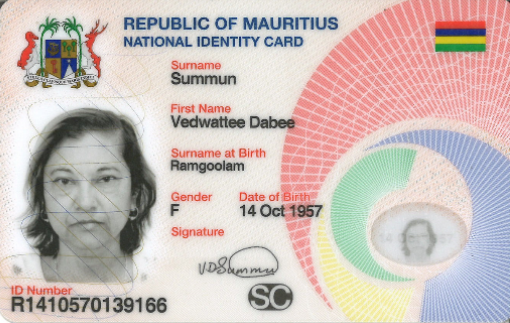 REPUBLIC OF MAURITIUS
NATIONAL IDENTITY CARD
Surname
Summun
First Name
Vedwattee Dabee
Surname at Birth
Ramgoolam
Gender Date of Birth
F 14 Oct 1957
Signature
VDSummun
SC
ID Number
R1410570139166